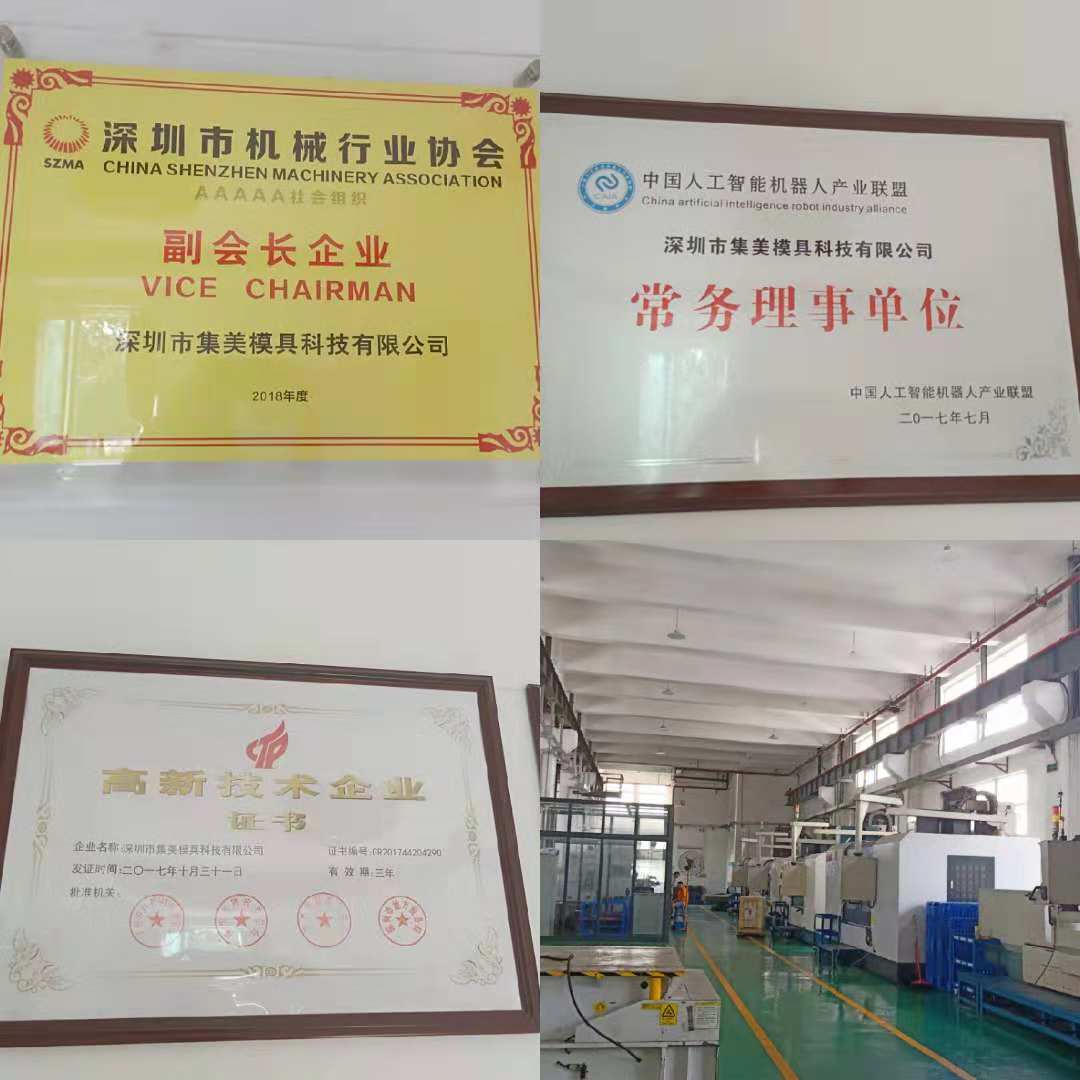 SZMA
深圳市机械行业协会
CHINA SHENZHEN MACHINERY ASSOCIATION
AAAAA社会组织
副会长企业
VICE CHAIRMAN
深圳市集美模具科技有限公司
2018年度
CAIA
中国人工智能机器人产业联盟
China artificial intelligence robot industry alliance
深圳市集美模具科技有限公司
常务理事单位
中国人工智能机器人产业联盟
二〇一七年七月
高新技术企业
证书
企业名称:深圳市集美模具科技有限公司
证书编号:GR201744204290
发证时间:二〇一七年十月三十一日
有 效 期:三年
批准机关: